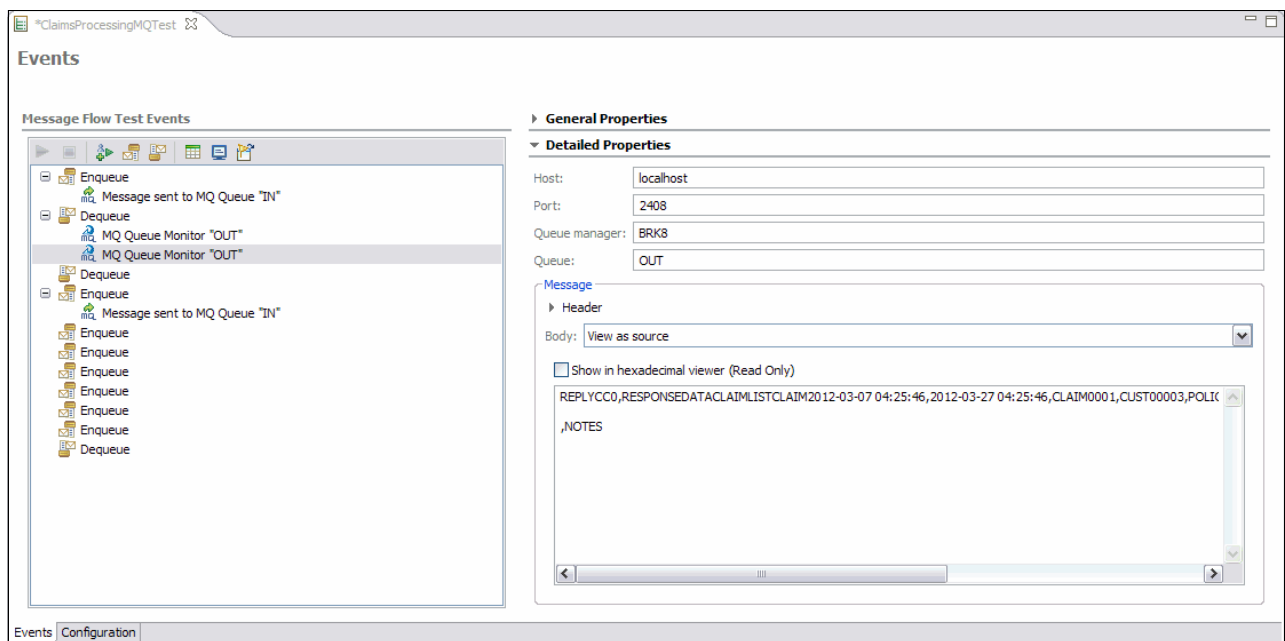 *ClaimsProcessingMQTest
Events
Message Flow Test Events
Enqueue
Message sent to MQ Queue "IN"
Dequeue
MQ Queue Monitor "OUT"
MQ Queue Monitor "OUT"
Dequeue
Enqueue
Message sent to MQ Queue "IN"
Enqueue
Enqueue
Enqueue
Enqueue
Enqueue
Enqueue
Dequeue
General Properties
Detailed Properties
Host: localhost
Port: 2408
Queue manager: BRK8
Queue: OUT
Message
Header
Body: View as source
Show in hexadecimal viewer (Read Only)
REPLYCC0,RESPONSEDATACLAIMLISTCLAIM2012-03-07 04:25:46,2012-03-27 04:25:46,CLAIM0001,CUST00003,POLIC
,NOTES
Events Configuration